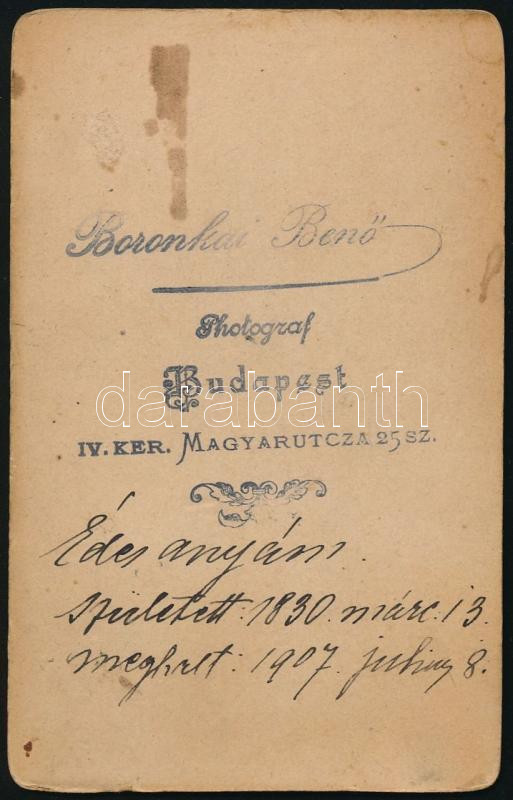 Boronkai Benő
Photograf
Budapest
IV. KER. MAGYARUTCZA 25 SZ.
darabanth
Édes anyám.
született: 1830. márc. 13.
meghalt: 1907. julius 8.